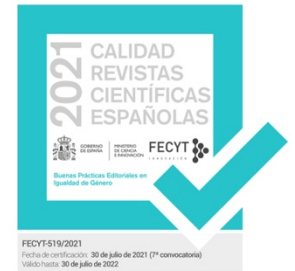 2021
CALIDAD
REVISTAS
CIENTÍFICAS
ESPAÑOLAS
GOBIERNO
DE ESPAÑA
MINISTERIO
DE CIENCIA
E INNOVACIÓN
FECYT
INNOVACIÓN
Buenas Prácticas Editoriales en
Igualdad de Género
FECYT-519/2021
Fecha de certificación: 30 de julio de 2021 (7ª convocatoria)
Válido hasta: 30 de julio de 2022